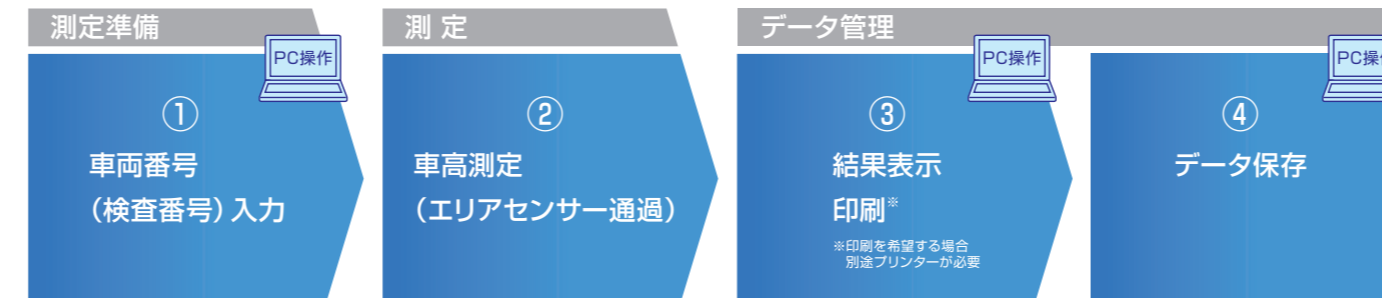 測定準備
PC操作
①
車両番号
(検査番号)入力
測 定
②
車高測定
(エリアセンサー通過)
データ管理
PC操作
③
結果表示
印刷※
※印刷を希望する場合
別途プリンターが必要
PC操
④
データ保存